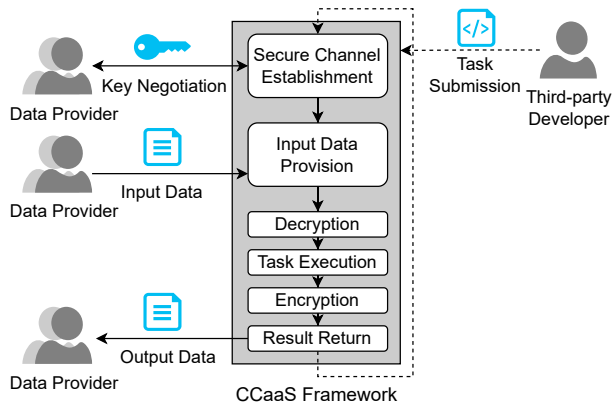 Secure Channel
Establishment
Key Negotiation
Data Provider
</>
Task
Submission
Third-party
Developer
Input Data
Provision
Input Data
Data Provider
Decryption
Task Execution
Encryption
Result Return
Output Data
Data Provider
CCaaS Framework